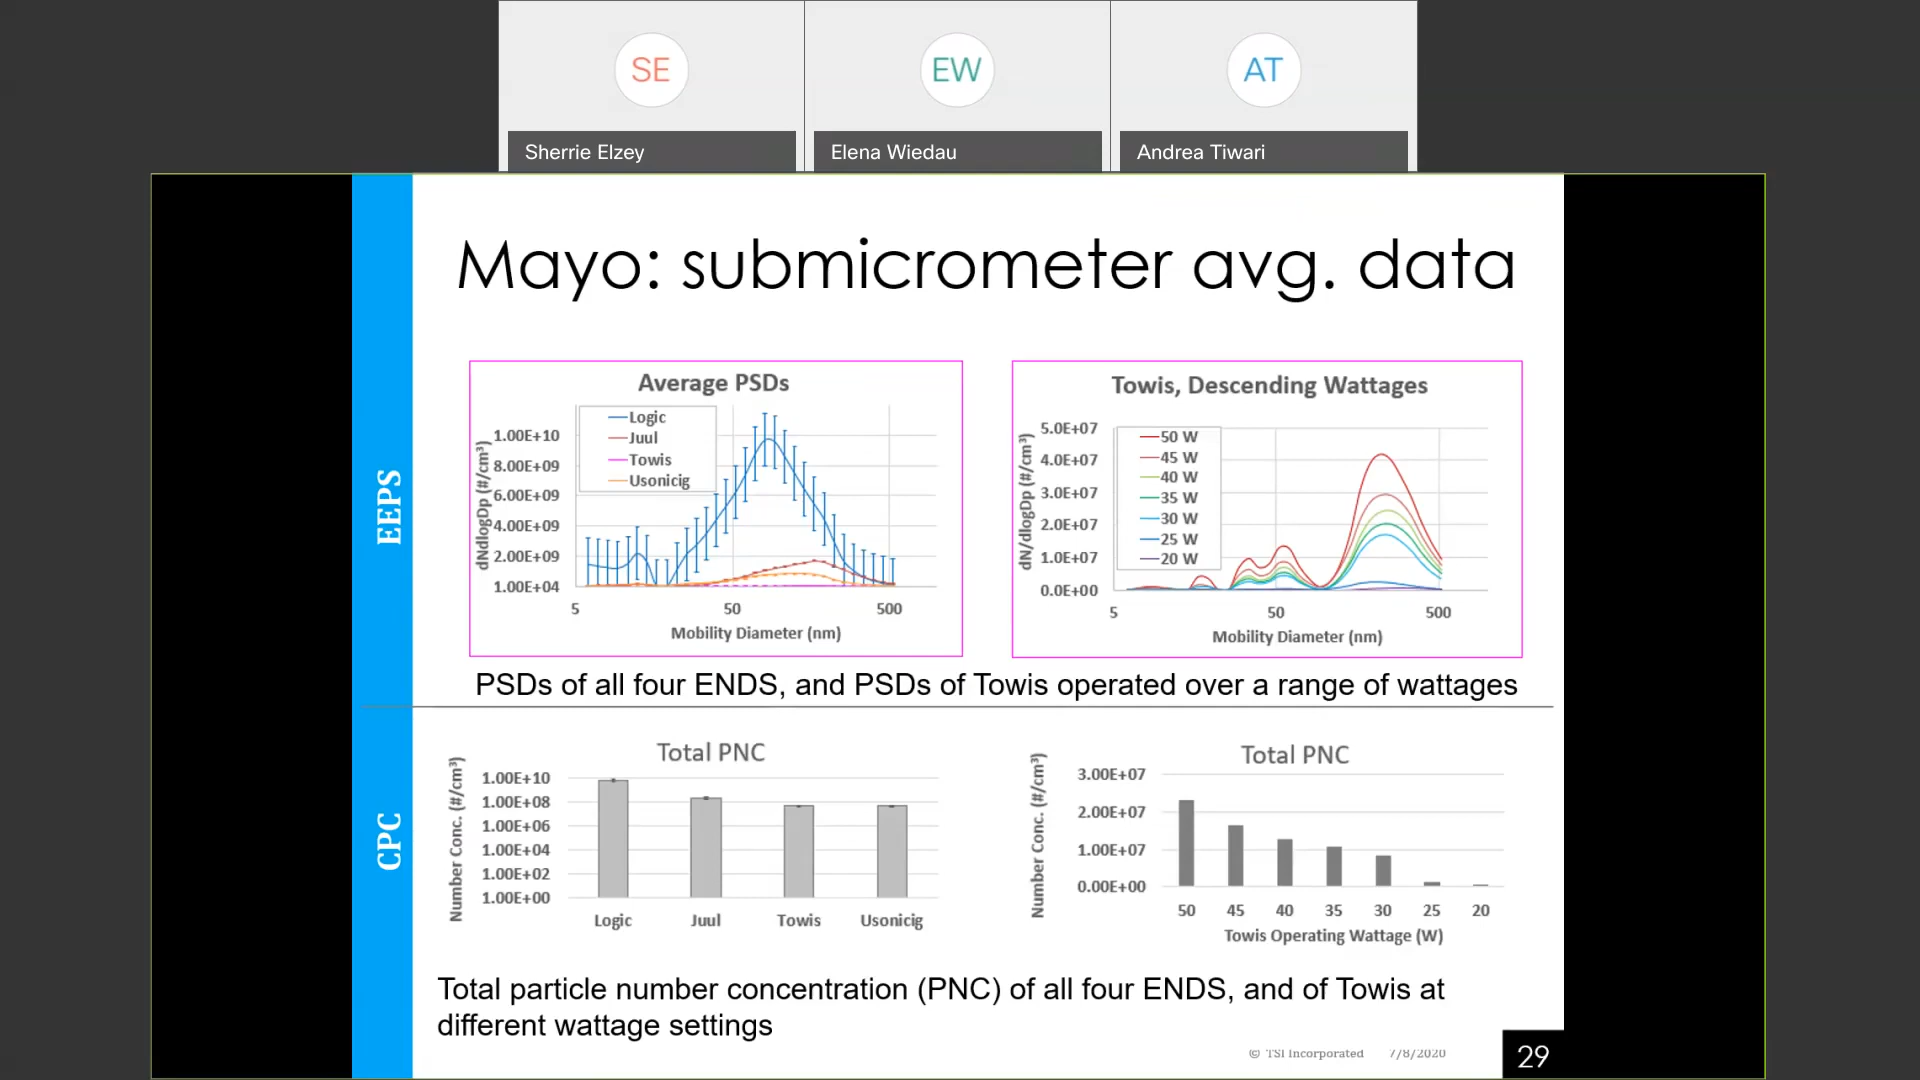 SE
EW
AT
Sherrie Elzey
Elena Wiedau
Andrea Tiwari
Mayo: submicrometer avg. data
EEPS
Average PSDs
dNdlogDp (#/cm³)
1.00E+10
8.00E+09
6.00E+09
4.00E+09
2.00E+09
1.00E+04
Logic
Juul
Towis
Usonicig
5
50
500
Mobility Diameter (nm)
Towis, Descending Wattages
dN/dlogDp (#/cm³)
5.0E+07
4.0E+07
3.0E+07
2.0E+07
1.0E+07
0.0E+00
50 W
45 W
40 W
35 W
30 W
25 W
20 W
5
50
500
Mobility Diameter (nm)
PSDs of all four ENDS, and PSDs of Towis operated over a range of wattages
CPC
Total PNC
Number Conc. (#/cm³)
1.00E+10
1.00E+08
1.00E+06
1.00E+04
1.00E+02
1.00E+00
Logic
Juul
Towis
Usonicig
Total PNC
Number Conc. (#/cm³)
3.00E+07
2.00E+07
1.00E+07
0.00E+00
50
45
40
35
30
25
20
Towis Operating Wattage (W)
Total particle number concentration (PNC) of all four ENDS, and of Towis at
different wattage settings
© TSI Incorporated
7/8/2020
29